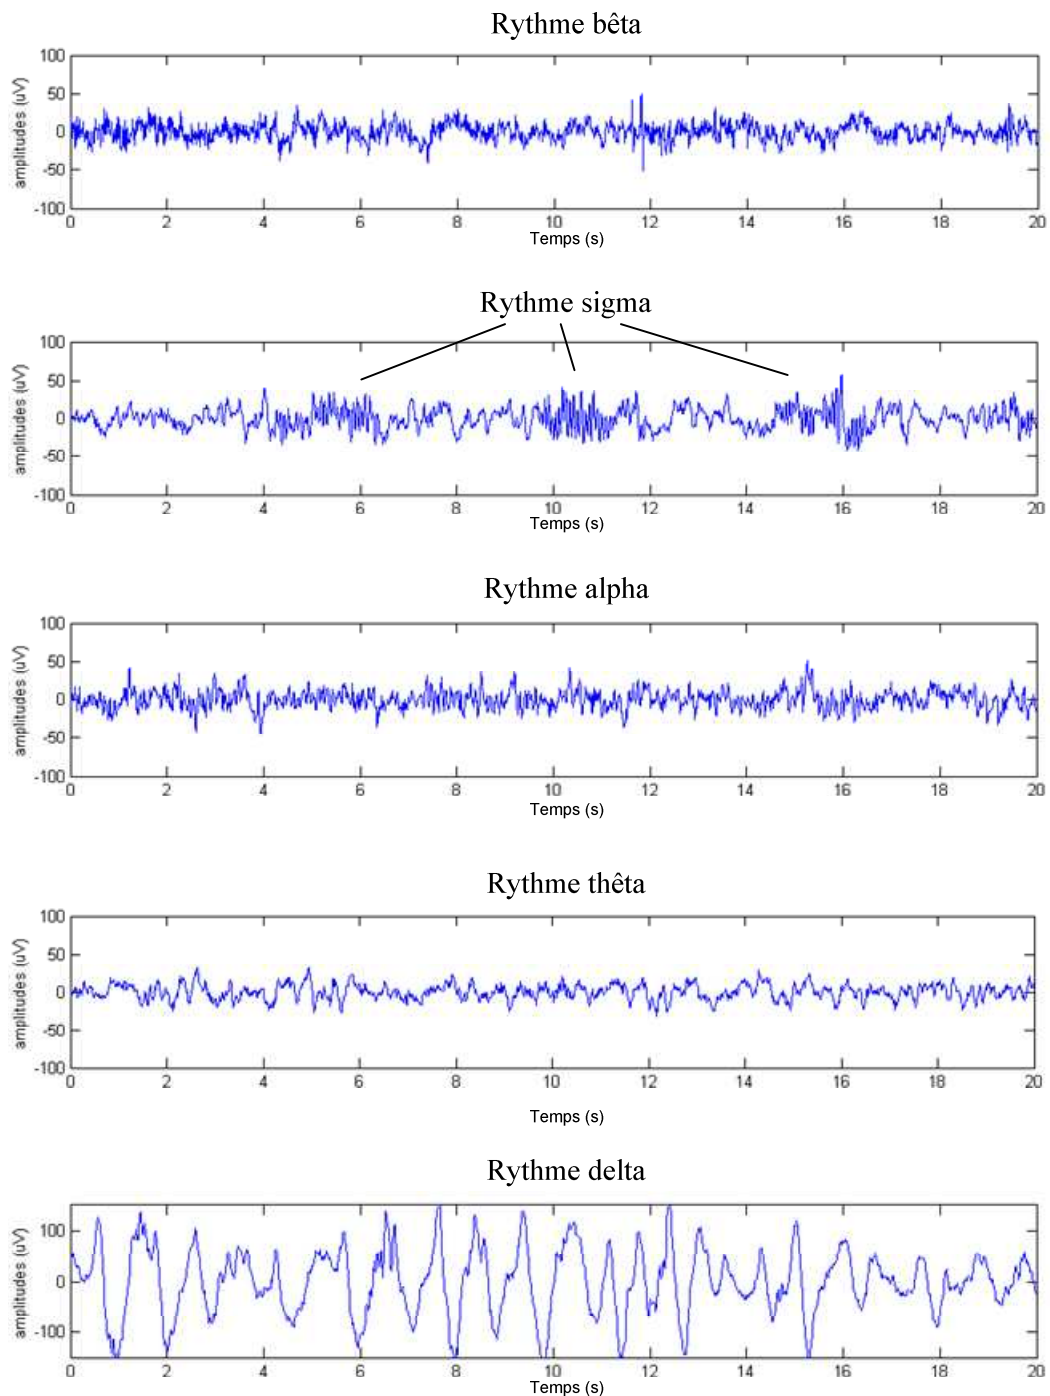 Rythme bêta
100
50
0
-50
-100
amplitudes (uV)
0 2 4 6 8 10 12 14 16 18 20
Temps (s)
Rythme sigma
100
50
0
-50
-100
amplitudes (uV)
0 2 4 6 8 10 12 14 16 18 20
Temps (s)
Rythme alpha
100
50
0
-50
-100
amplitudes (uV)
0 2 4 6 8 10 12 14 16 18 20
Temps (s)
Rythme thêta
100
50
0
-50
-100
amplitudes (uV)
0 2 4 6 8 10 12 14 16 18 20
Temps (s)
Rythme delta
100
0
-100
amplitudes (uV)
0 2 4 6 8 10 12 14 16 18 20
Temps (s)